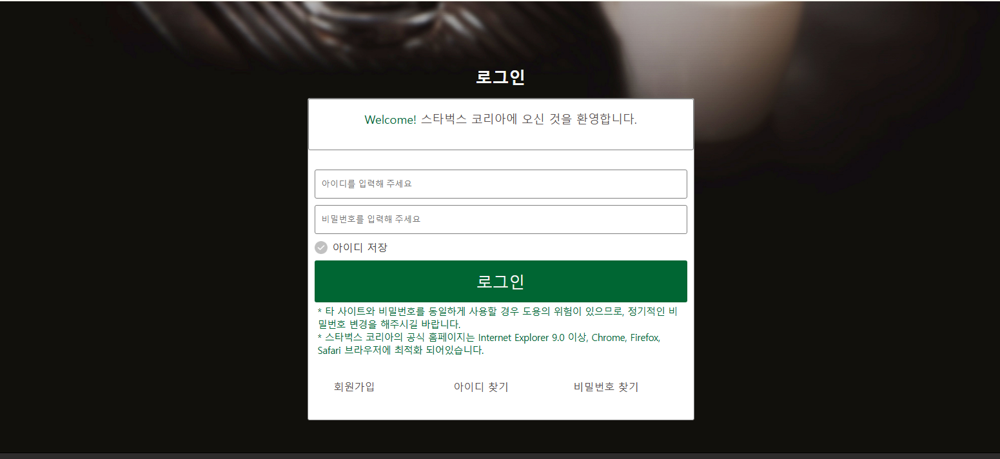 로그인
Welcome! 스타벅스 코리아에 오신 것을 환영합니다.
아이디를 입력해 주세요
비밀번호를 입력해 주세요
아이디 저장
로그인
* 타 사이트와 비밀번호를 동일하게 사용할 경우 도용의 위험이 있으므로, 정기적인 비
밀번호 변경을 해주시길 바랍니다.
* 스타벅스 코리아의 공식 홈페이지는 Internet Explorer 9.0 이상, Chrome, Firefox,
Safari 브라우저에 최적화 되어있습니다.
회원가입 아이디 찾기 비밀번호 찾기